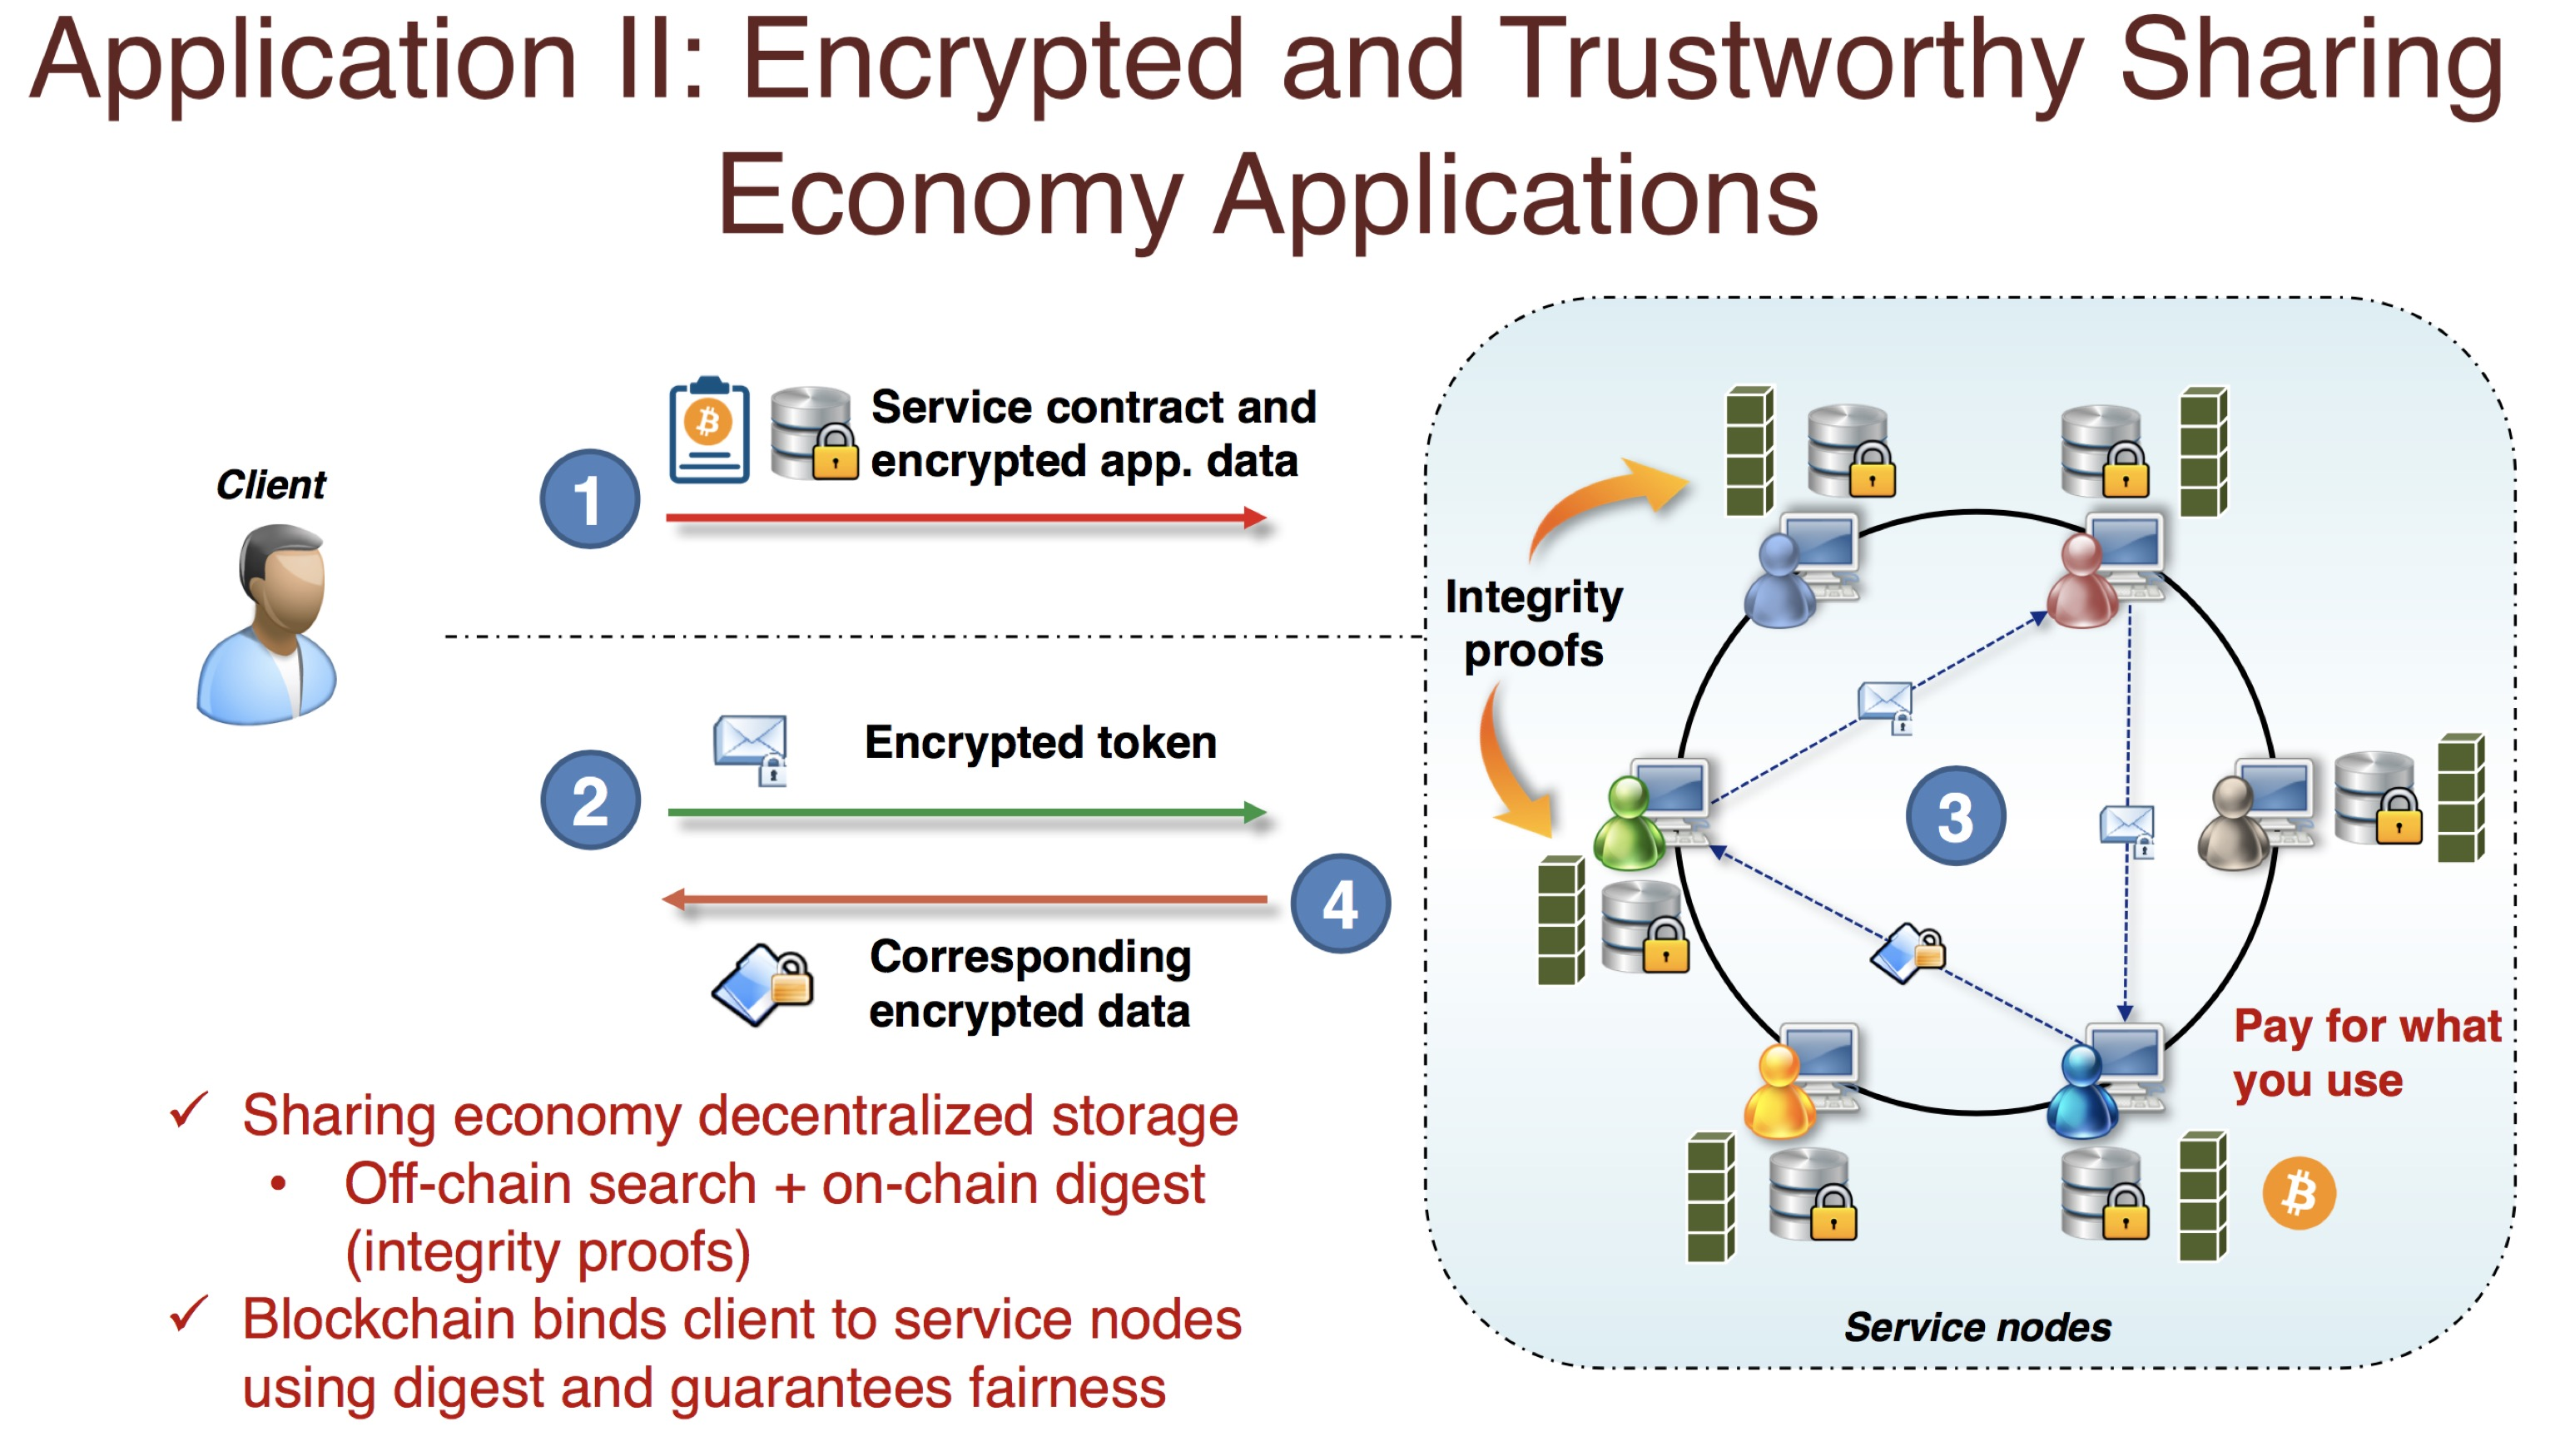 Application II: Encrypted and Trustworthy Sharing
Economy Applications
Client
1
Service contract and
encrypted app. data
2
Encrypted token
4
Corresponding
encrypted data
Integrity
proofs
3
Pay for what
you use
Service nodes
✓ Sharing economy decentralized storage
• Off-chain search + on-chain digest
(integrity proofs)
✓ Blockchain binds client to service nodes
using digest and guarantees fairness